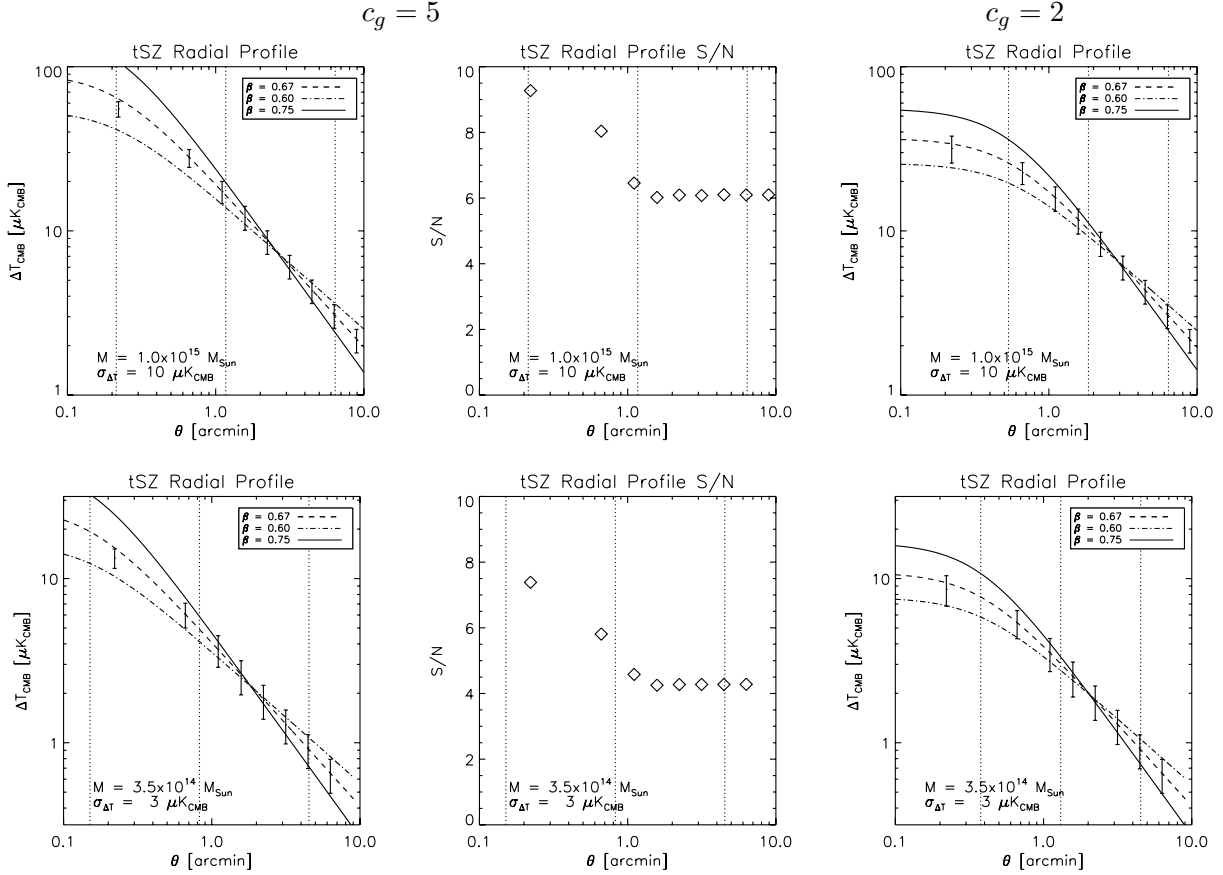 c_g = 5
c_g = 2
tSZ Radial Profile
ΔT_CMB [μK_CMB]
100
10
1
β = 0.67
β = 0.60
β = 0.75
M = 1.0x10^15 M_Sun
σ_ΔT = 10 μK_CMB
0.1 1.0 10.0
θ [arcmin]
tSZ Radial Profile S/N
S/N
10
8
6
4
2
0
M = 1.0x10^15 M_Sun
σ_ΔT = 10 μK_CMB
0.1 1.0 10.0
θ [arcmin]
tSZ Radial Profile
ΔT_CMB [μK_CMB]
100
10
1
β = 0.67
β = 0.60
β = 0.75
M = 1.0x10^15 M_Sun
σ_ΔT = 10 μK_CMB
0.1 1.0 10.0
θ [arcmin]
tSZ Radial Profile
ΔT_CMB [μK_CMB]
10
1
β = 0.67
β = 0.60
β = 0.75
M = 3.5x10^14 M_Sun
σ_ΔT = 3 μK_CMB
0.1 1.0 10.0
θ [arcmin]
tSZ Radial Profile S/N
S/N
10
8
6
4
2
0
M = 3.5x10^14 M_Sun
σ_ΔT = 3 μK_CMB
0.1 1.0 10.0
θ [arcmin]
tSZ Radial Profile
ΔT_CMB [μK_CMB]
10
1
β = 0.67
β = 0.60
β = 0.75
M = 3.5x10^14 M_Sun
σ_ΔT = 3 μK_CMB
0.1 1.0 10.0
θ [arcmin]